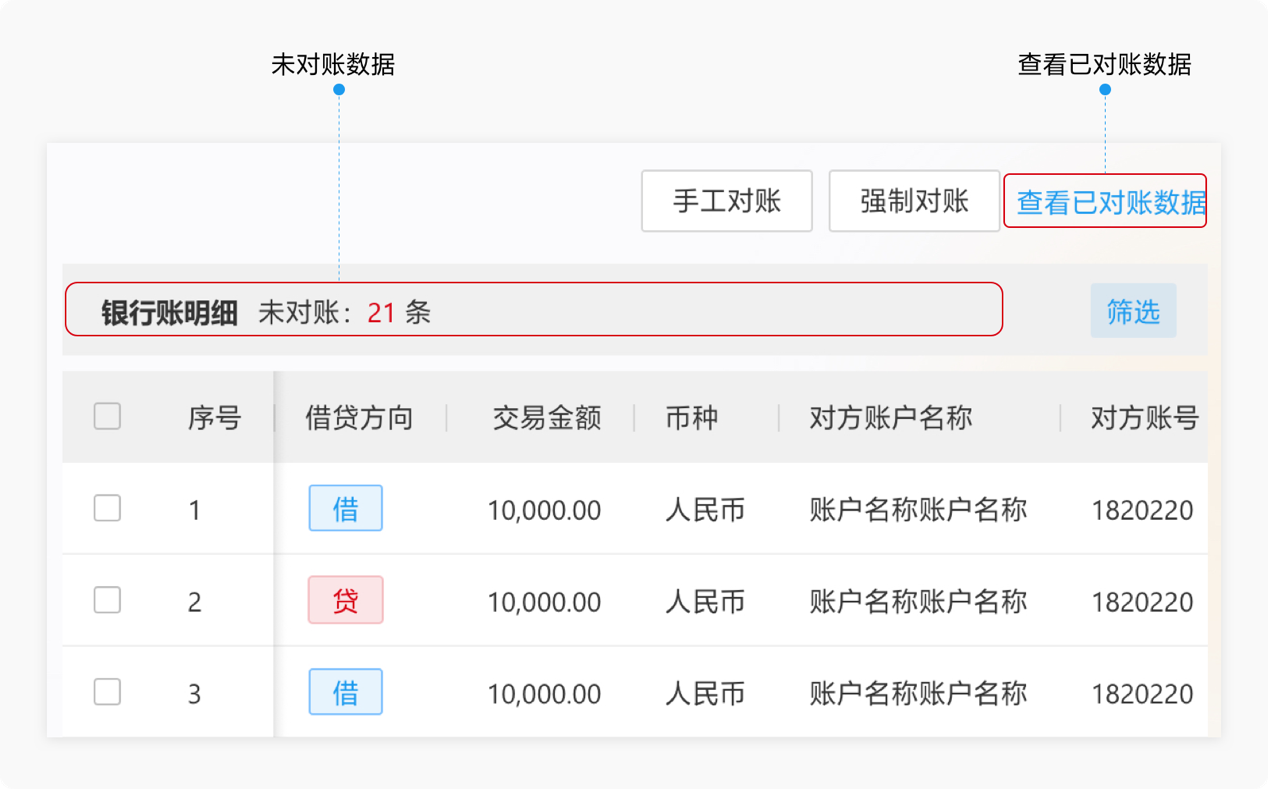 未对账数据 查看已对账数据
手工对账 强制对账 查看已对账数据
银行账明细 未对账：21 条 筛选
序号 借贷方向 交易金额 币种 对方账户名称 对方账号
1 借 10,000.00 人民币 账户名称账户名称 1820220
2 贷 10,000.00 人民币 账户名称账户名称 1820220
3 借 10,000.00 人民币 账户名称账户名称 1820220